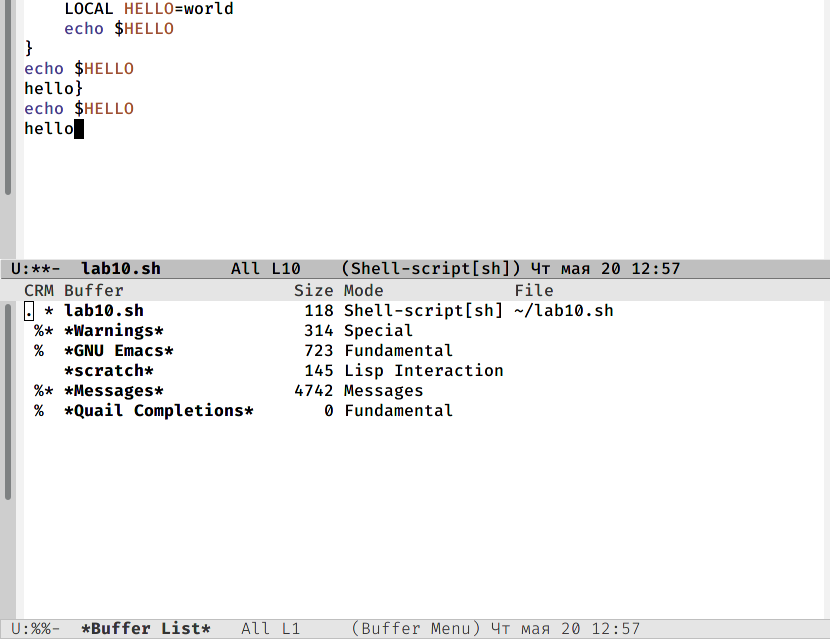 LOCAL HELLO=world
    echo $HELLO
}
echo $HELLO
hello}
echo $HELLO
hello
U:**-  lab10.sh       All L10    (Shell-script[sh]) Чт мая 20 12:57
CRM Buffer                 Size Mode             File
. * lab10.sh                118 Shell-script[sh] ~/lab10.sh
 %* *Warnings*              314 Special
 %  *GNU Emacs*             723 Fundamental
    *scratch*               145 Lisp Interaction
 %* *Messages*             4742 Messages
 %  *Quail Completions*       0 Fundamental
U:%%-  *Buffer List*   All L1     (Buffer Menu) Чт мая 20 12:57